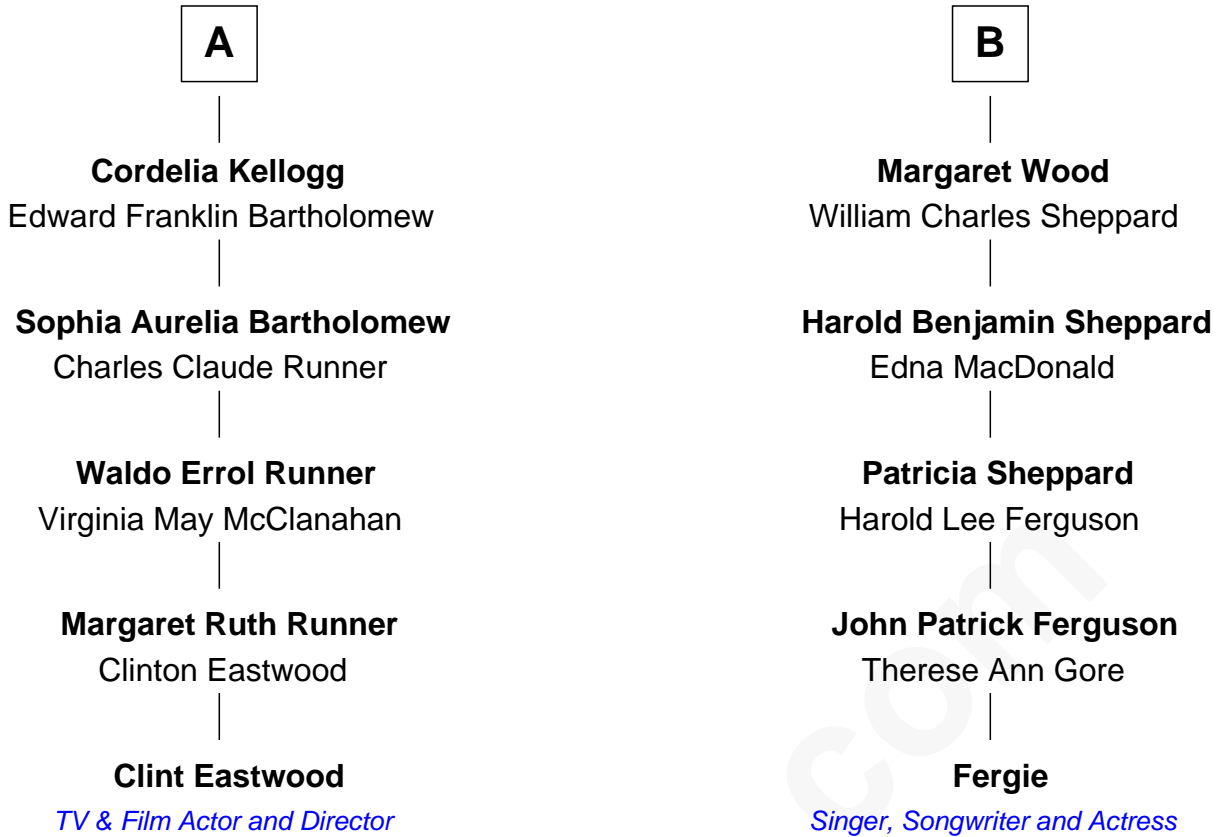 A
Cordelia Kellogg
Edward Franklin Bartholomew
Sophia Aurelia Bartholomew
Charles Claude Runner
Waldo Errol Runner
Virginia May McClanahan
Margaret Ruth Runner
Clinton Eastwood
Clint Eastwood
TV & Film Actor and Director
B
Margaret Wood
William Charles Sheppard
Harold Benjamin Sheppard
Edna MacDonald
Patricia Sheppard
Harold Lee Ferguson
John Patrick Ferguson
Therese Ann Gore
Fergie
Singer, Songwriter and Actress
com